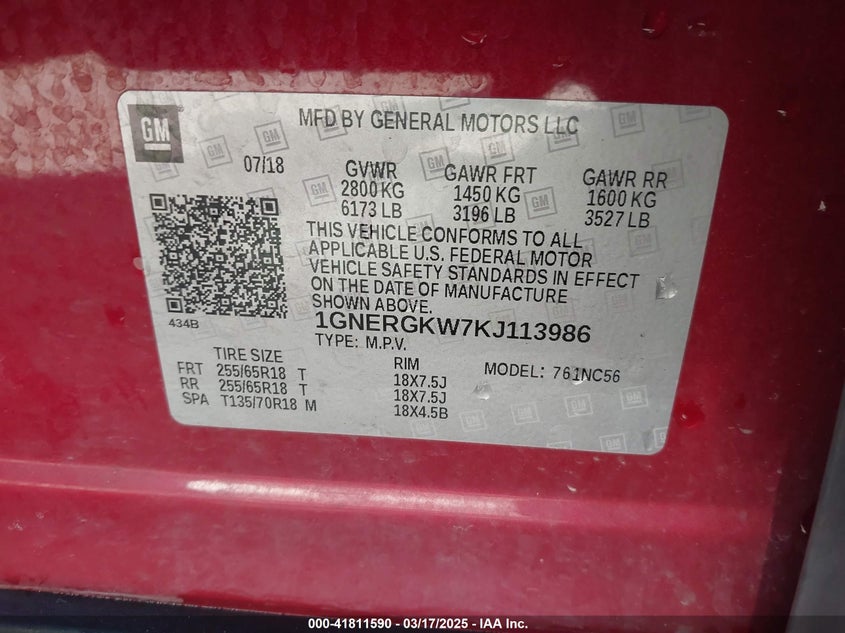 GM
MFD BY GENERAL MOTORS LLC
07/18 GVWR GAWR FRT GAWR RR
2800 KG 1450 KG 1600 KG
6173 LB 3196 LB 3527 LB
THIS VEHICLE CONFORMS TO ALL
APPLICABLE U.S. FEDERAL MOTOR
VEHICLE SAFETY STANDARDS IN EFFECT
ON THE DATE OF MANUFACTURE
SHOWN ABOVE.
434B
1GNERGKW7KJ113986
TYPE: M.P.V.
MODEL: 761NC56
TIRE SIZE RIM
FRT 255/65R18 T 18X7.5J
RR 255/65R18 T 18X7.5J
SPA T135/70R18 M 18X4.5B
000-41811590 - 03/17/2025 - IAA Inc.